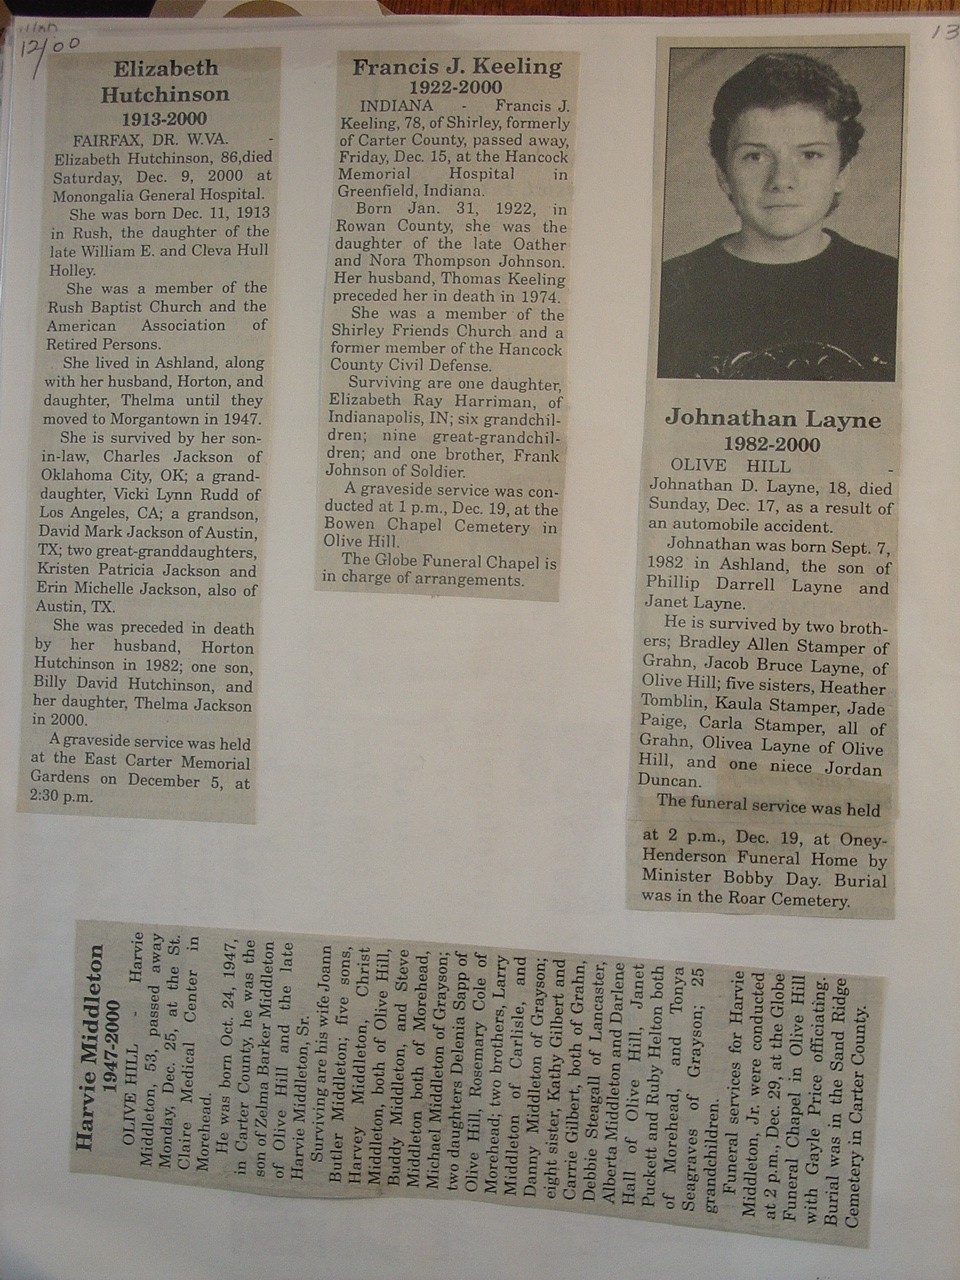 12/00
13
Elizabeth
Hutchinson
1913-2000
FAIRFAX, DR. W.VA. -
Elizabeth Hutchinson, 86,died
Saturday, Dec. 9, 2000 at
Monongalia General Hospital.
She was born Dec. 11, 1913
in Rush, the daughter of the
late William E. and Cleva Hull
Holley.
She was a member of the
Rush Baptist Church and the
American Association of
Retired Persons.
She lived in Ashland, along
with her husband, Horton, and
daughter, Thelma until they
moved to Morgantown in 1947.
She is survived by her son-
in-law, Charles Jackson of
Oklahoma City, OK; a grand-
daughter, Vicki Lynn Rudd of
Los Angeles, CA; a grandson,
David Mark Jackson of Austin,
TX; two great-granddaughters,
Kristen Patricia Jackson and
Erin Michelle Jackson, also of
Austin, TX.
She was preceded in death
by her husband, Horton
Hutchinson in 1982; one son,
Billy David Hutchinson, and
her daughter, Thelma Jackson
in 2000.
A graveside service was held
at the East Carter Memorial
Gardens on December 5, at
2:30 p.m.
Francis J. Keeling
1922-2000
INDIANA - Francis J.
Keeling, 78, of Shirley, formerly
of Carter County, passed away,
Friday, Dec. 15, at the Hancock
Memorial Hospital in
Greenfield, Indiana.
Born Jan. 31, 1922, in
Rowan County, she was the
daughter of the late Oather
and Nora Thompson Johnson.
Her husband, Thomas Keeling
preceded her in death in 1974.
She was a member of the
Shirley Friends Church and a
former member of the Hancock
County Civil Defense.
Surviving are one daughter,
Elizabeth Ray Harriman, of
Indianapolis, IN; six grandchil-
dren; nine great-grandchil-
dren; and one brother, Frank
Johnson of Soldier.
A graveside service was con-
ducted at 1 p.m., Dec. 19, at the
Bowen Chapel Cemetery in
Olive Hill.
The Globe Funeral Chapel is
in charge of arrangements.
Johnathan Layne
1982-2000
OLIVE HILL -
Johnathan D. Layne, 18, died
Sunday, Dec. 17, as a result of
an automobile accident.
Johnathan was born Sept. 7,
1982 in Ashland, the son of
Phillip Darrell Layne and
Janet Layne.
He is survived by two broth-
ers; Bradley Allen Stamper of
Grahn, Jacob Bruce Layne, of
Olive Hill; five sisters, Heather
Tomblin, Kaula Stamper, Jade
Paige, Carla Stamper, all of
Grahn, Olivea Layne of Olive
Hill, and one niece Jordan
Duncan.
The funeral service was held
at 2 p.m., Dec. 19, at Oney-
Henderson Funeral Home by
Minister Bobby Day. Burial
was in the Roar Cemetery.
Harvie Middleton
1947-2000
OLIVE HILL - Harvie
Middleton, 53, passed away
Monday, Dec. 25, at the St.
Claire Medical Center in
Morehead.
He was born Oct. 24, 1947,
in Carter County, he was the
son of Zelma Barker Middleton
of Olive Hill and the late
Harvie Middleton, Sr.
Surviving are his wife Joann
Butler Middleton; five sons,
Harvey Middleton, Christ
Middleton, both of Olive Hill,
Buddy Middleton, and Steve
Middleton both of Morehead,
Michael Middleton of Grayson;
two daughters Delenia Sapp of
Olive Hill, Rosemary Cole of
Morehead; two brothers, Larry
Middleton of Carlisle, and
Danny Middleton of Grayson;
eight sister, Kathy Gilbert and
Carrie Gilbert, both of Grahn,
Debbie Steagall of Lancaster,
Alberta Middleton and Darlene
Hall of Olive Hill, Janet
Puckett and Ruby Helton both
of Morehead, and Tonya
Seagraves of Grayson; 25
grandchildren.
Funeral services for Harvie
Middleton, Jr. were conducted
at 2 p.m., Dec. 29, at the Globe
Funeral Chapel in Olive Hill
with Gayle Price officiating.
Burial was in the Sand Ridge
Cemetery in Carter County.